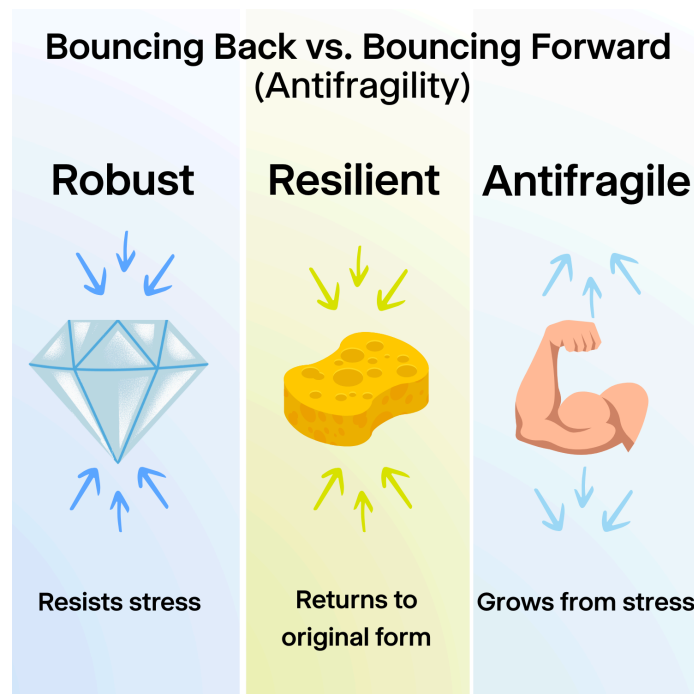 Bouncing Back vs. Bouncing Forward
(Antifragility)
Robust
Resilient
Antifragile
Resists stress
Returns to
original form
Grows from stress